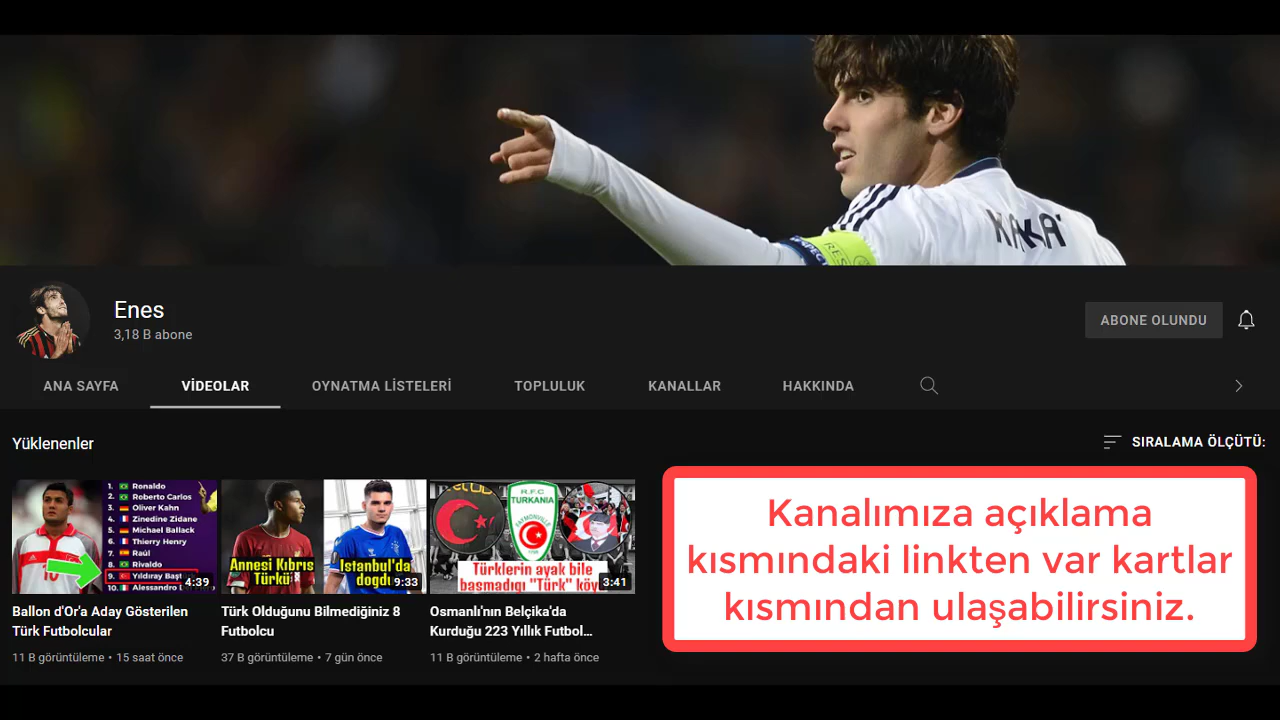 KAKA'
Enes
3,18 B abone
ABONE OLUNDU
ANA SAYFA
VİDEOLAR
OYNATMA LİSTELERİ
TOPLULUK
KANALLAR
HAKKINDA
Yüklenenler
SIRALAMA ÖLÇÜTÜ:
1. Ronaldo
2. Roberto Carlos
3. Oliver Kahn
4. Zinedine Zidane
5. Michael Ballack
6. Thierry Henry
7. Raúl
8. Rivaldo
9. Yıldıray Başt
10. Alessandro
4:39
Annesi Kıbrıs
Türkü
İstanbul'da
doğdu
9:33
R.F.C
TURKANIA
FAYMONVILLE
Türklerin ayak bile
basmadığı "Türk" köy
3:41
Ballon d'Or'a Aday Gösterilen
Türk Futbolcular
11 B görüntüleme • 15 saat önce
Türk Olduğunu Bilmediğiniz 8
Futbolcu
37 B görüntüleme • 7 gün önce
Osmanlı'nın Belçika'da
Kurduğu 223 Yıllık Futbol...
11 B görüntüleme • 2 hafta önce
Kanalımıza açıklama
kısmındaki linkten var kartlar
kısmından ulaşabilirsiniz.